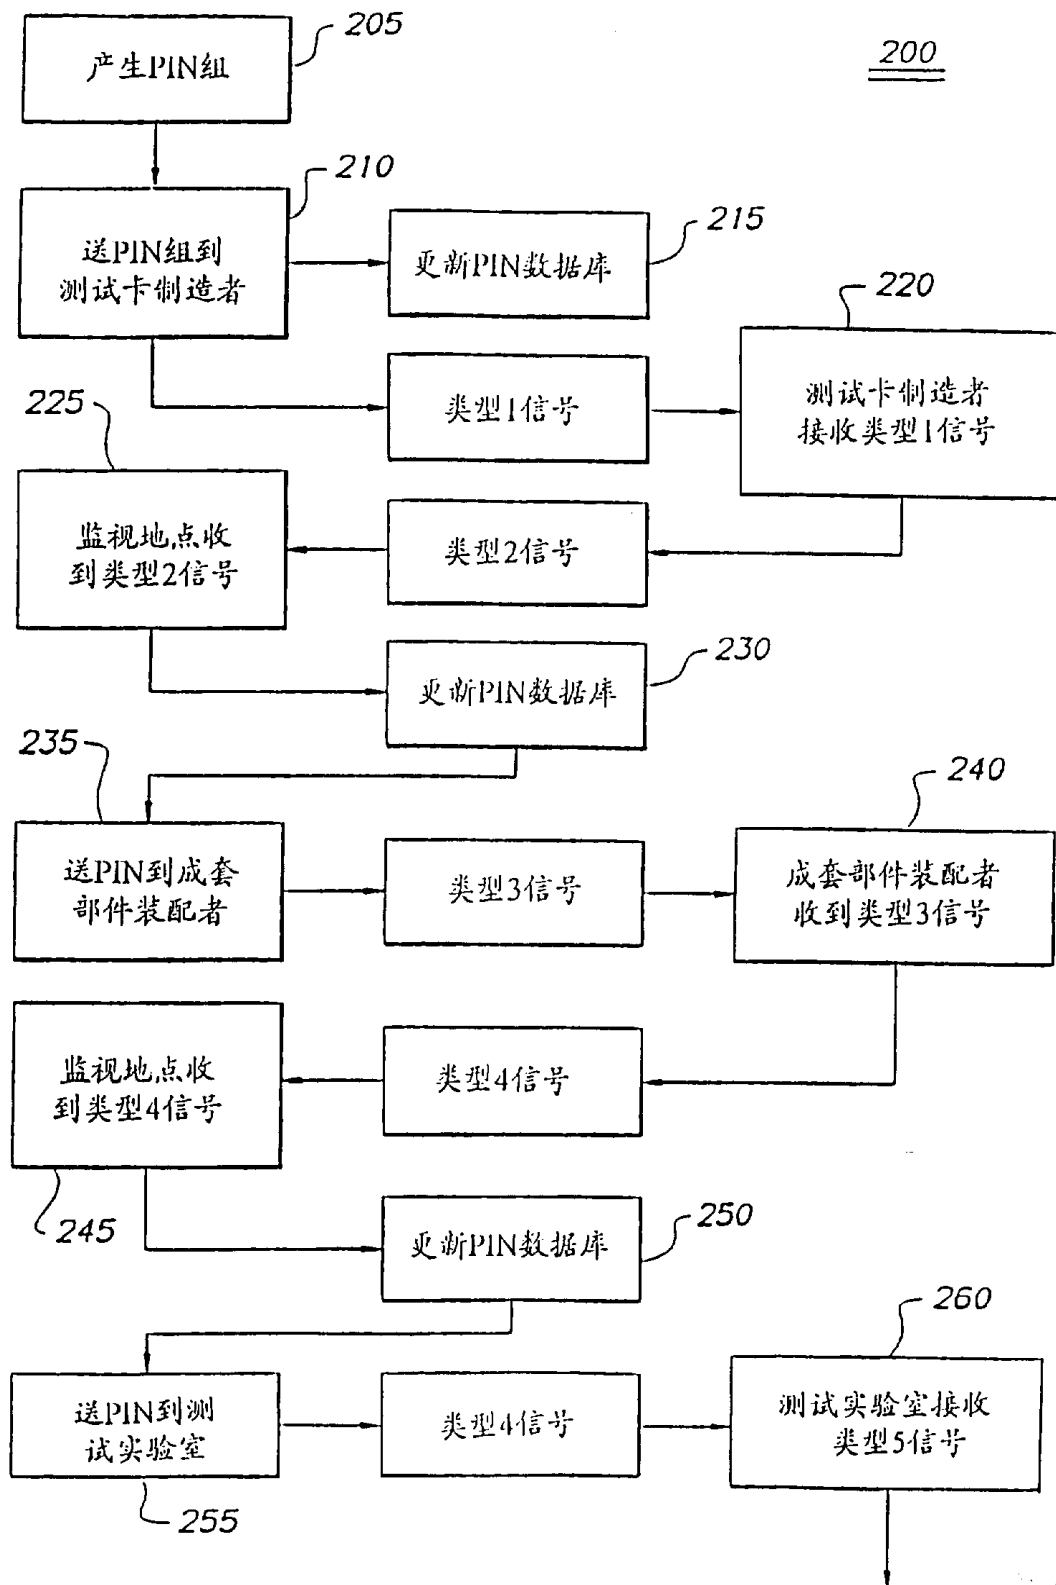 205
产生PIN组
200
210
送PIN组到
测试卡制造者
215
更新PIN数据库
220
测试卡制造者
接收类型1信号
类型1信号
225
监视地点收
到类型2信号
类型2信号
230
更新PIN数据库
235
送PIN到成套
部件装配者
类型3信号
240
成套部件装配者
收到类型3信号
监视地点收
到类型4信号
类型4信号
245
250
更新PIN数据库
260
送PIN到测
试实验室
类型4信号
测试实验室接收
类型5信号
255